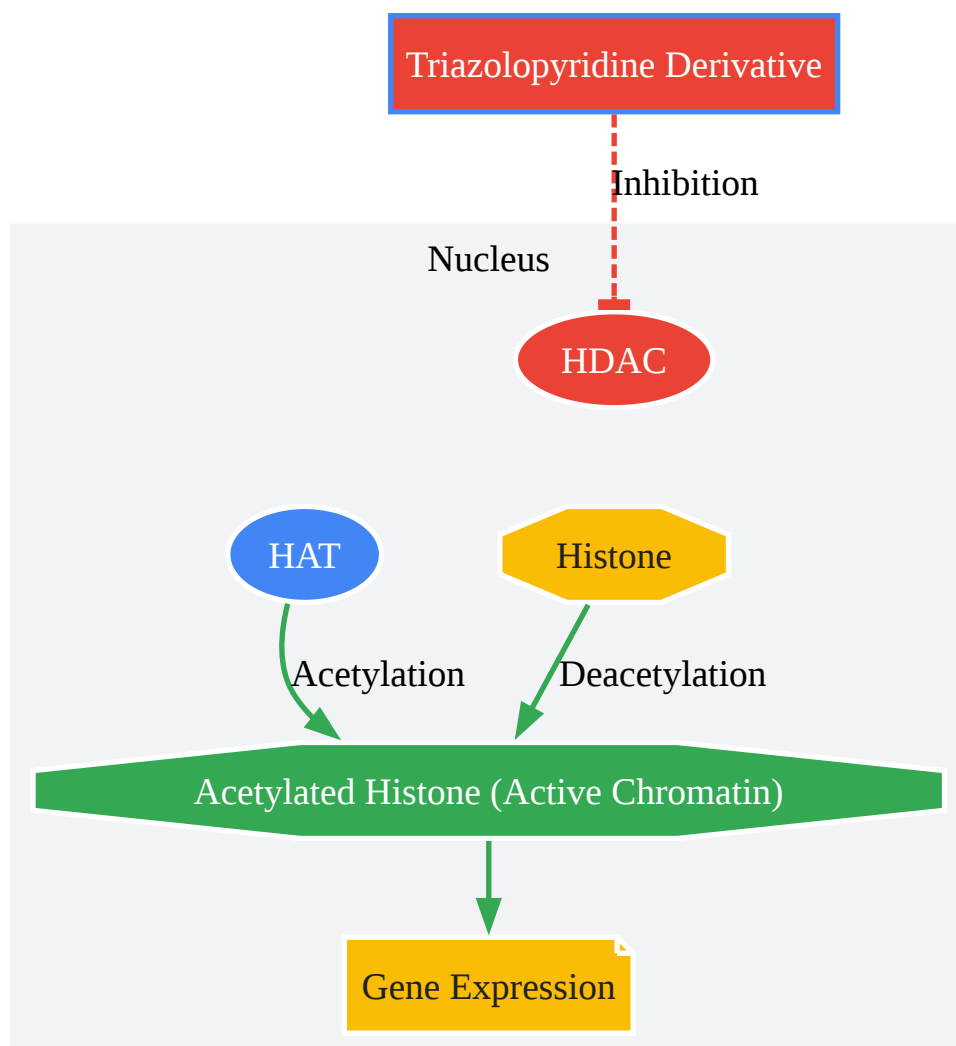 Triazolopyridine Derivative
Inhibition
Nucleus
HDAC
HAT
Histone
Acetylation
Deacetylation
Acetylated Histone (Active Chromatin)
Gene Expression